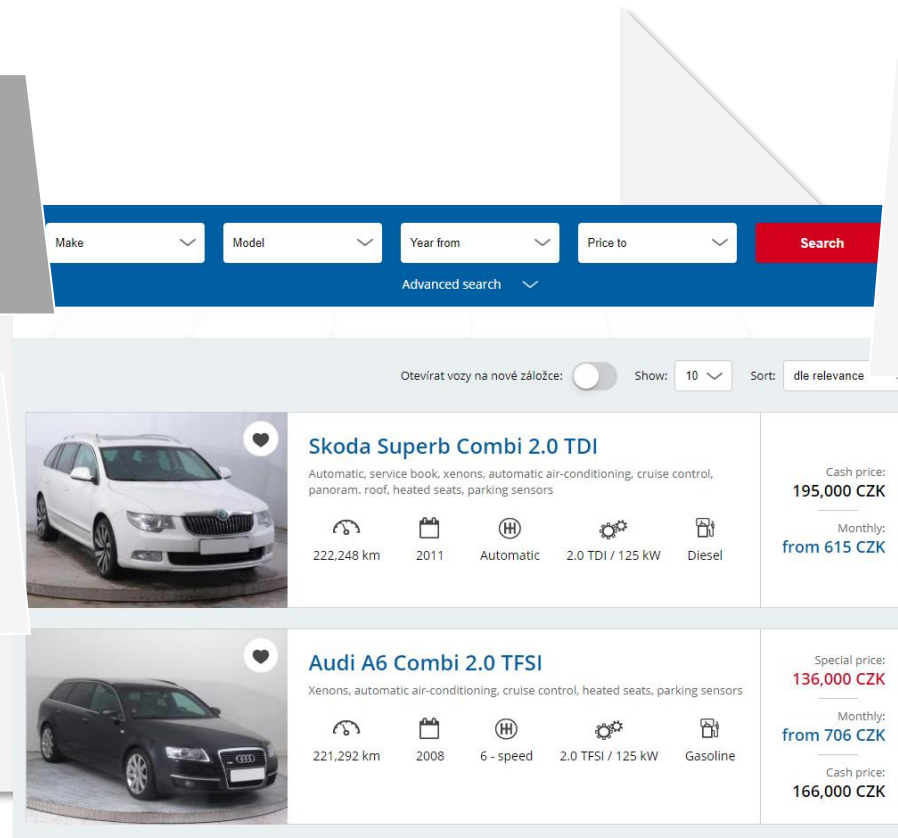 Make
Model
Year from
Price to
Search
Advanced search
Otevírat vozy na nové záložce:
Show:
10
Sort:
dle relevance
Skoda Superb Combi 2.0 TDI
Automatic, service book, xenons, automatic air-conditioning, cruise control,
panoram. roof, heated seats, parking sensors
222,248 km
2011
Automatic
2.0 TDI / 125 kW
Diesel
Cash price:
195,000 CZK
Monthly:
from 615 CZK
Audi A6 Combi 2.0 TFSI
Xenons, automatic air-conditioning, cruise control, heated seats, parking sensors
221,292 km
2008
6 - speed
2.0 TFSI / 125 kW
Gasoline
Special price:
136,000 CZK
Monthly:
from 706 CZK
Cash price:
166,000 CZK